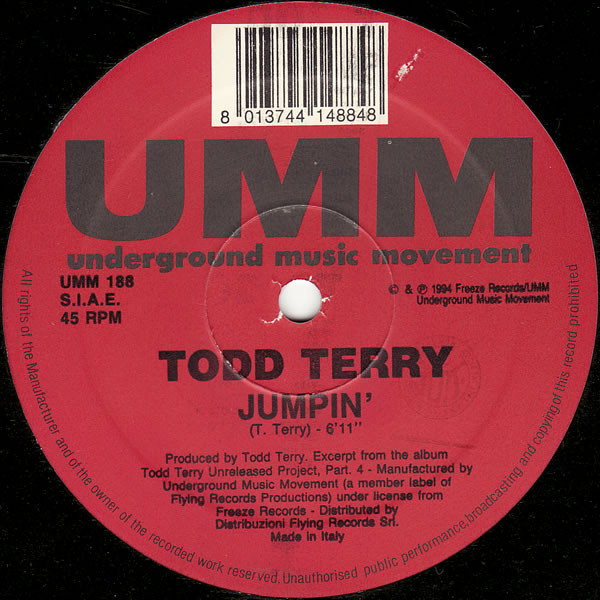 8 013744 148848
UMM
underground music movement
UMM 188
S.I.A.E.
45 RPM
© & ℗ 1994 Freeze Records/UMM
Underground Music Movement
TODD TERRY
JUMPIN'
(T. Terry) - 6'11"
Produced by Todd Terry. Excerpt from the album
Todd Terry Unreleased Project, Part. 4 - Manufactured by
Underground Music Movement (a member label of
Flying Records Productions) under license from
Freeze Records - Distributed by
Distribuzioni Flying Records Srl.
Made in Italy
All rights of the Manufacturer and of the owner of the recorded work reserved. Unauthorised public performance, broadcasting and copying of this record prohibited